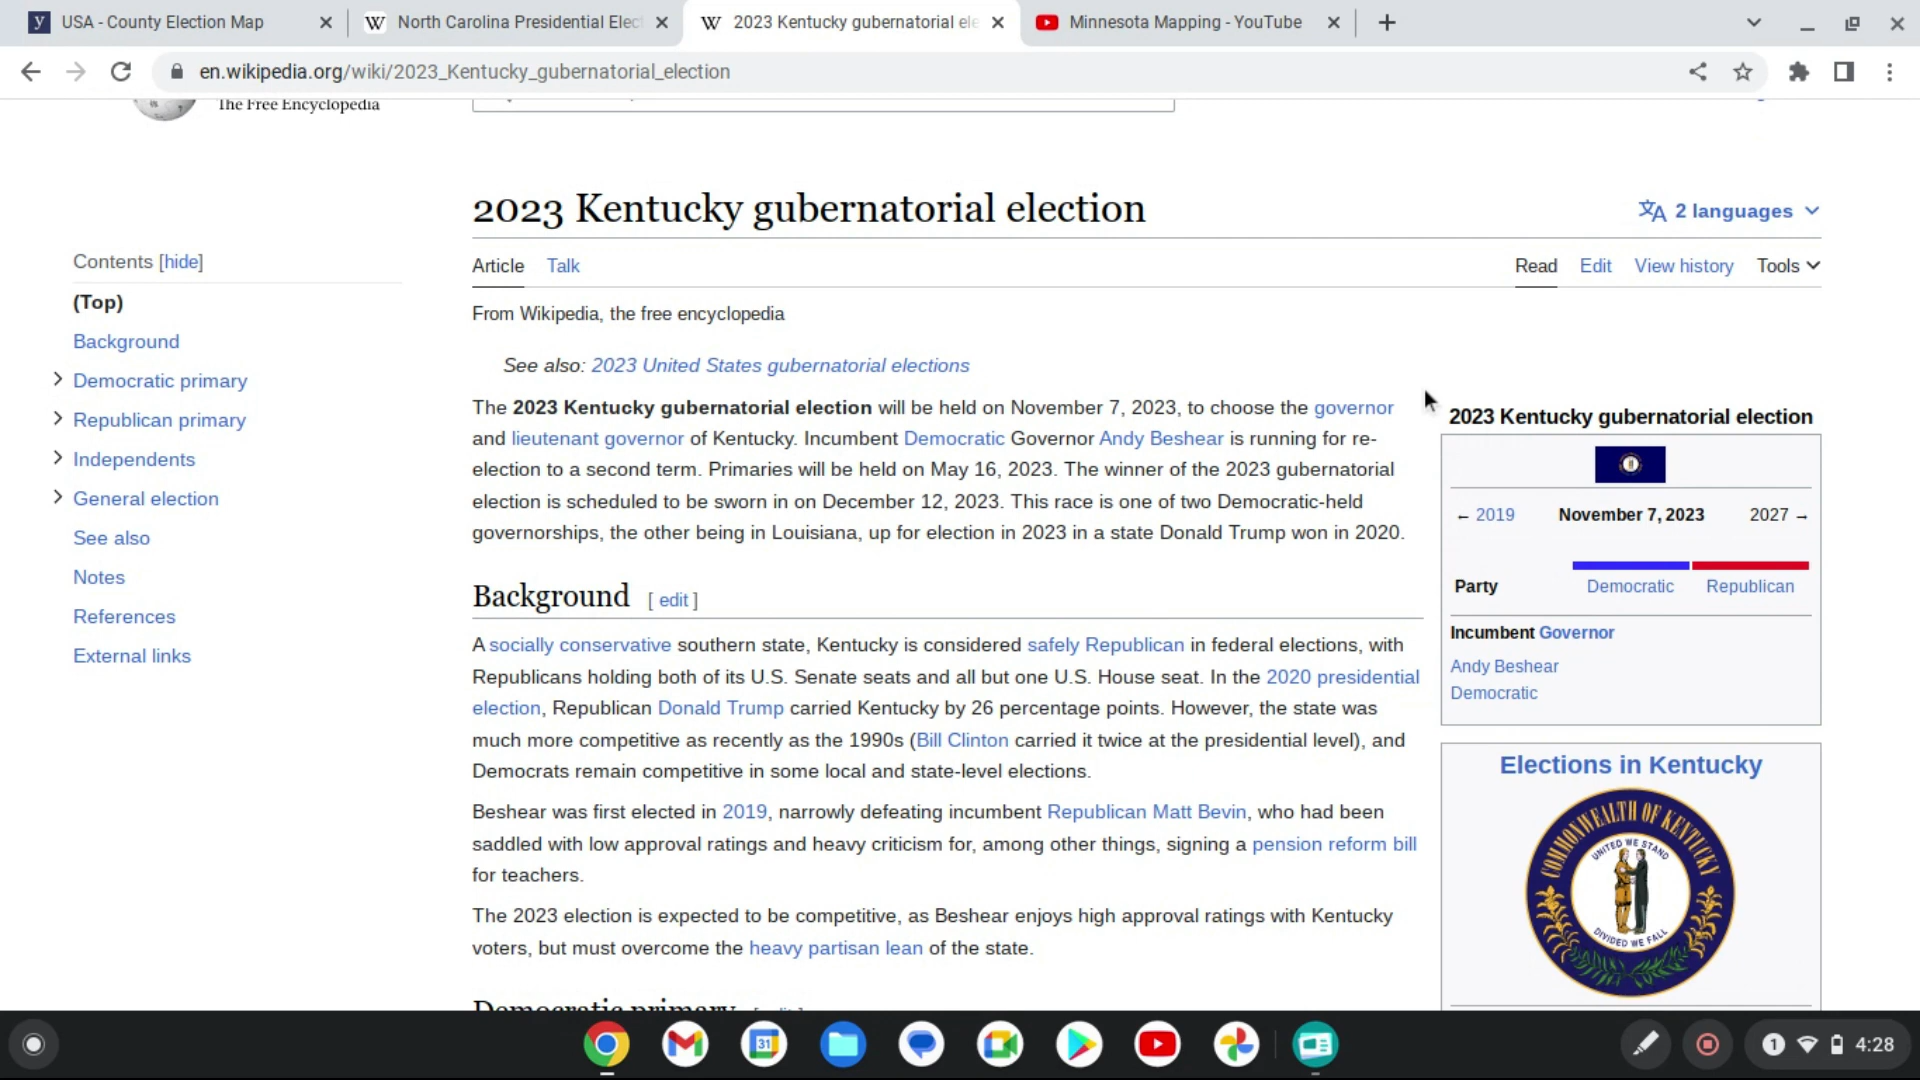 USA - County Election Map
North Carolina Presidential Elec
2023 Kentucky gubernatorial ele
Minnesota Mapping - YouTube
en.wikipedia.org/wiki/2023_Kentucky_gubernatorial_election
The Free Encyclopedia
2023 Kentucky gubernatorial election
2 languages
Article Talk
Read Edit View history Tools
From Wikipedia, the free encyclopedia
Contents [hide]
(Top)
Background
Democratic primary
Republican primary
Independents
General election
See also
Notes
References
External links
See also: 2023 United States gubernatorial elections
The 2023 Kentucky gubernatorial election will be held on November 7, 2023, to choose the governor
and lieutenant governor of Kentucky. Incumbent Democratic Governor Andy Beshear is running for re-
election to a second term. Primaries will be held on May 16, 2023. The winner of the 2023 gubernatorial
election is scheduled to be sworn in on December 12, 2023. This race is one of two Democratic-held
governorships, the other being in Louisiana, up for election in 2023 in a state Donald Trump won in 2020.
Background [ edit ]
A socially conservative southern state, Kentucky is considered safely Republican in federal elections, with
Republicans holding both of its U.S. Senate seats and all but one U.S. House seat. In the 2020 presidential
election, Republican Donald Trump carried Kentucky by 26 percentage points. However, the state was
much more competitive as recently as the 1990s (Bill Clinton carried it twice at the presidential level), and
Democrats remain competitive in some local and state-level elections.
Beshear was first elected in 2019, narrowly defeating incumbent Republican Matt Bevin, who had been
saddled with low approval ratings and heavy criticism for, among other things, signing a pension reform bill
for teachers.
The 2023 election is expected to be competitive, as Beshear enjoys high approval ratings with Kentucky
voters, but must overcome the heavy partisan lean of the state.
Democratic primary [ edit ]
2023 Kentucky gubernatorial election
← 2019 November 7, 2023 2027 →
Party Democratic Republican
Incumbent Governor
Andy Beshear
Democratic
Elections in Kentucky
COMMONWEALTH OF KENTUCKY
UNITED WE STAND
DIVIDED WE FALL
31
1 4:28